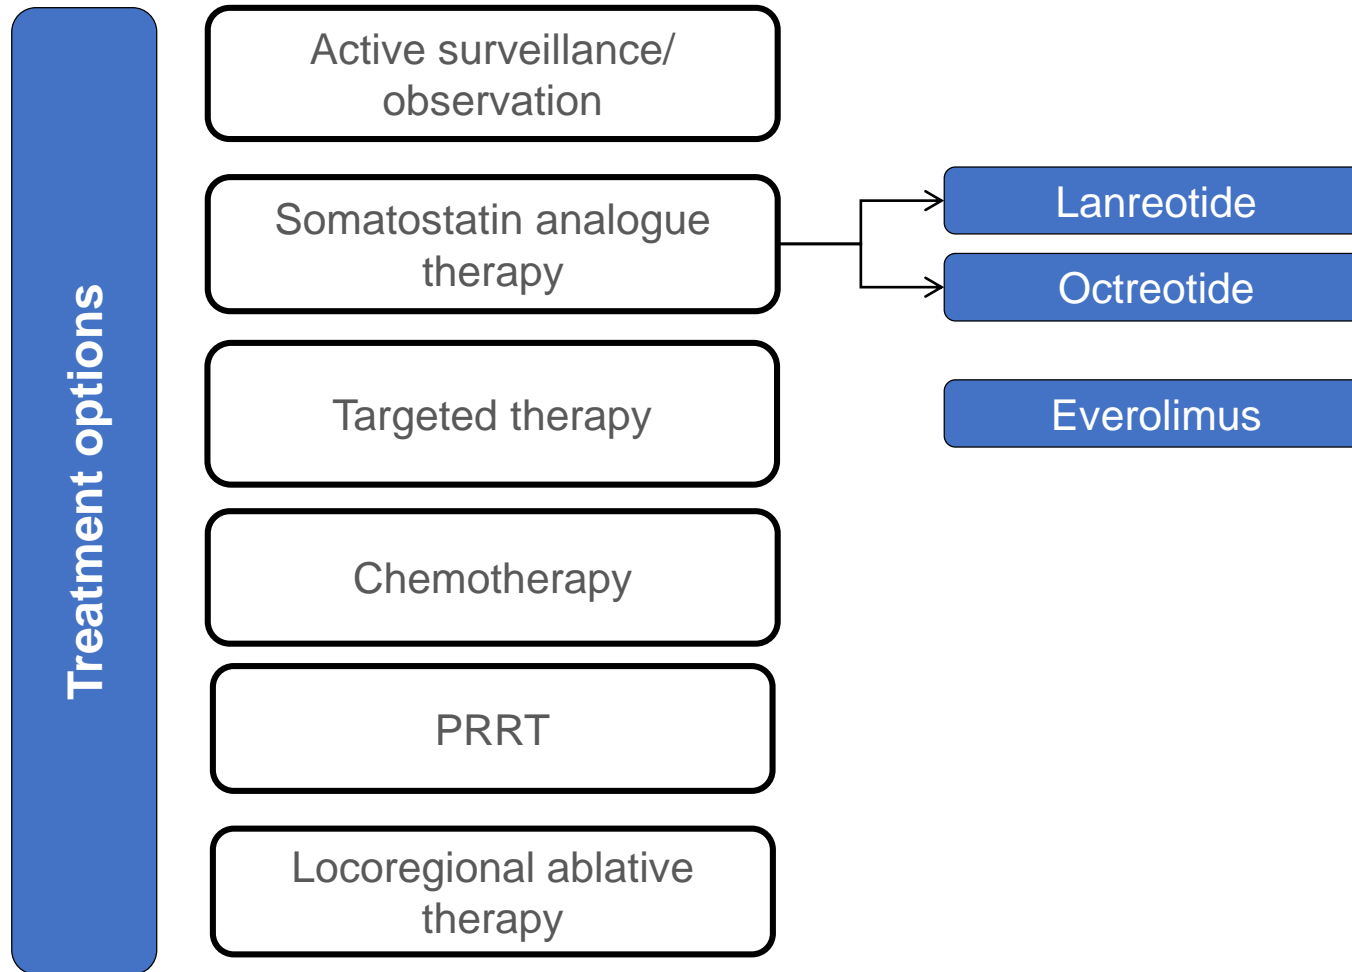 Treatment options
Active surveillance/
observation
Somatostatin analogue
therapy
Lanreotide
Octreotide
Targeted therapy
Everolimus
Chemotherapy
PRRT
Locoregional ablative
therapy